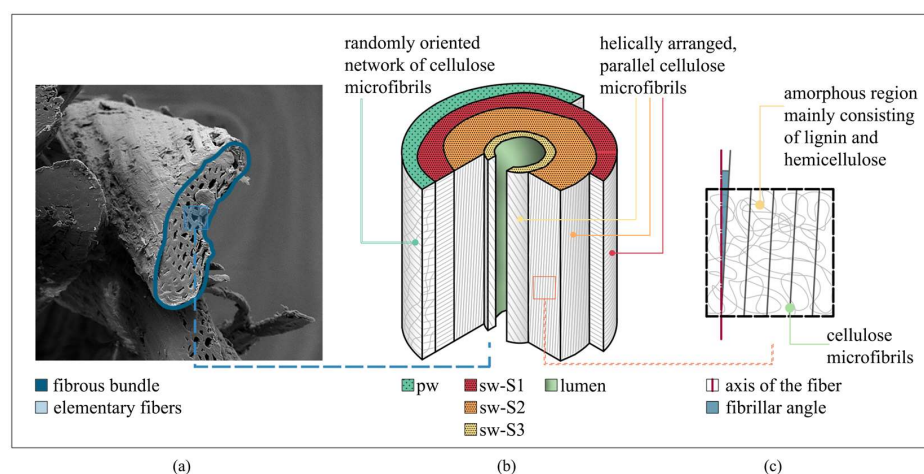 randomly oriented
network of cellulose
microfibrils
helically arranged,
parallel cellulose
microfibrils
amorphous region
mainly consisting
of lignin and
hemicellulose
cellulose
microfibrils
fibrous bundle
elementary fibers
pw
sw-S1
sw-S2
sw-S3
lumen
axis of the fiber
fibrillar angle
(a)
(b)
(c)